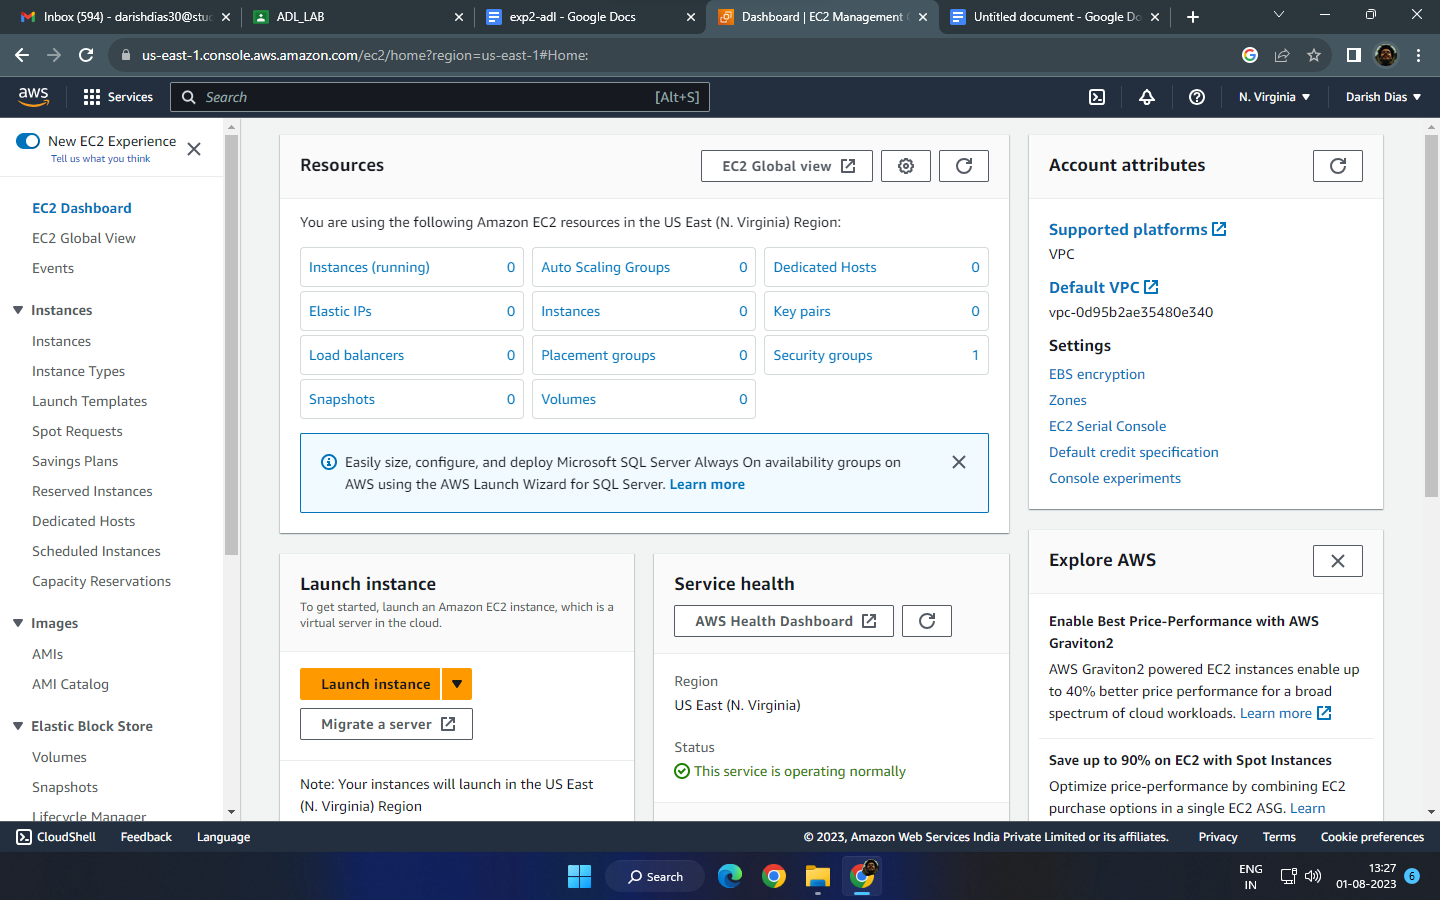 Inbox (594) - darishdias30@stu
ADL_LAB
exp2-adl - Google Docs
Dashboard | EC2 Management
Untitled document - Google Do
us-east-1.console.aws.amazon.com/ec2/home?region=us-east-1#Home:
aws
Services
Search
[Alt+S]
N. Virginia
Darish Dias
New EC2 Experience
Tell us what you think
EC2 Dashboard
EC2 Global View
Events
Instances
Instances
Instance Types
Launch Templates
Spot Requests
Savings Plans
Reserved Instances
Dedicated Hosts
Scheduled Instances
Capacity Reservations
Images
AMIs
AMI Catalog
Elastic Block Store
Volumes
Snapshots
Lifecycle Manager
Resources
EC2 Global view
You are using the following Amazon EC2 resources in the US East (N. Virginia) Region:
Instances (running) 0
Auto Scaling Groups 0
Dedicated Hosts 0
Elastic IPs 0
Instances 0
Key pairs 0
Load balancers 0
Placement groups 0
Security groups 1
Snapshots 0
Volumes 0
Easily size, configure, and deploy Microsoft SQL Server Always On availability groups on
AWS using the AWS Launch Wizard for SQL Server. Learn more
Launch instance
To get started, launch an Amazon EC2 instance, which is a
virtual server in the cloud.
Launch instance
Migrate a server
Note: Your instances will launch in the US East
(N. Virginia) Region
Service health
AWS Health Dashboard
Region
US East (N. Virginia)
Status
This service is operating normally
Account attributes
Supported platforms
VPC
Default VPC
vpc-0d95b2ae35480e340
Settings
EBS encryption
Zones
EC2 Serial Console
Default credit specification
Console experiments
Explore AWS
Enable Best Price-Performance with AWS
Graviton2
AWS Graviton2 powered EC2 instances enable up
to 40% better price performance for a broad
spectrum of cloud workloads. Learn more
Save up to 90% on EC2 with Spot Instances
Optimize price-performance by combining EC2
purchase options in a single EC2 ASG. Learn
CloudShell
Feedback
Language
© 2023, Amazon Web Services India Private Limited or its affiliates.
Privacy
Terms
Cookie preferences
Search
ENG
IN
13:27
01-08-2023
6